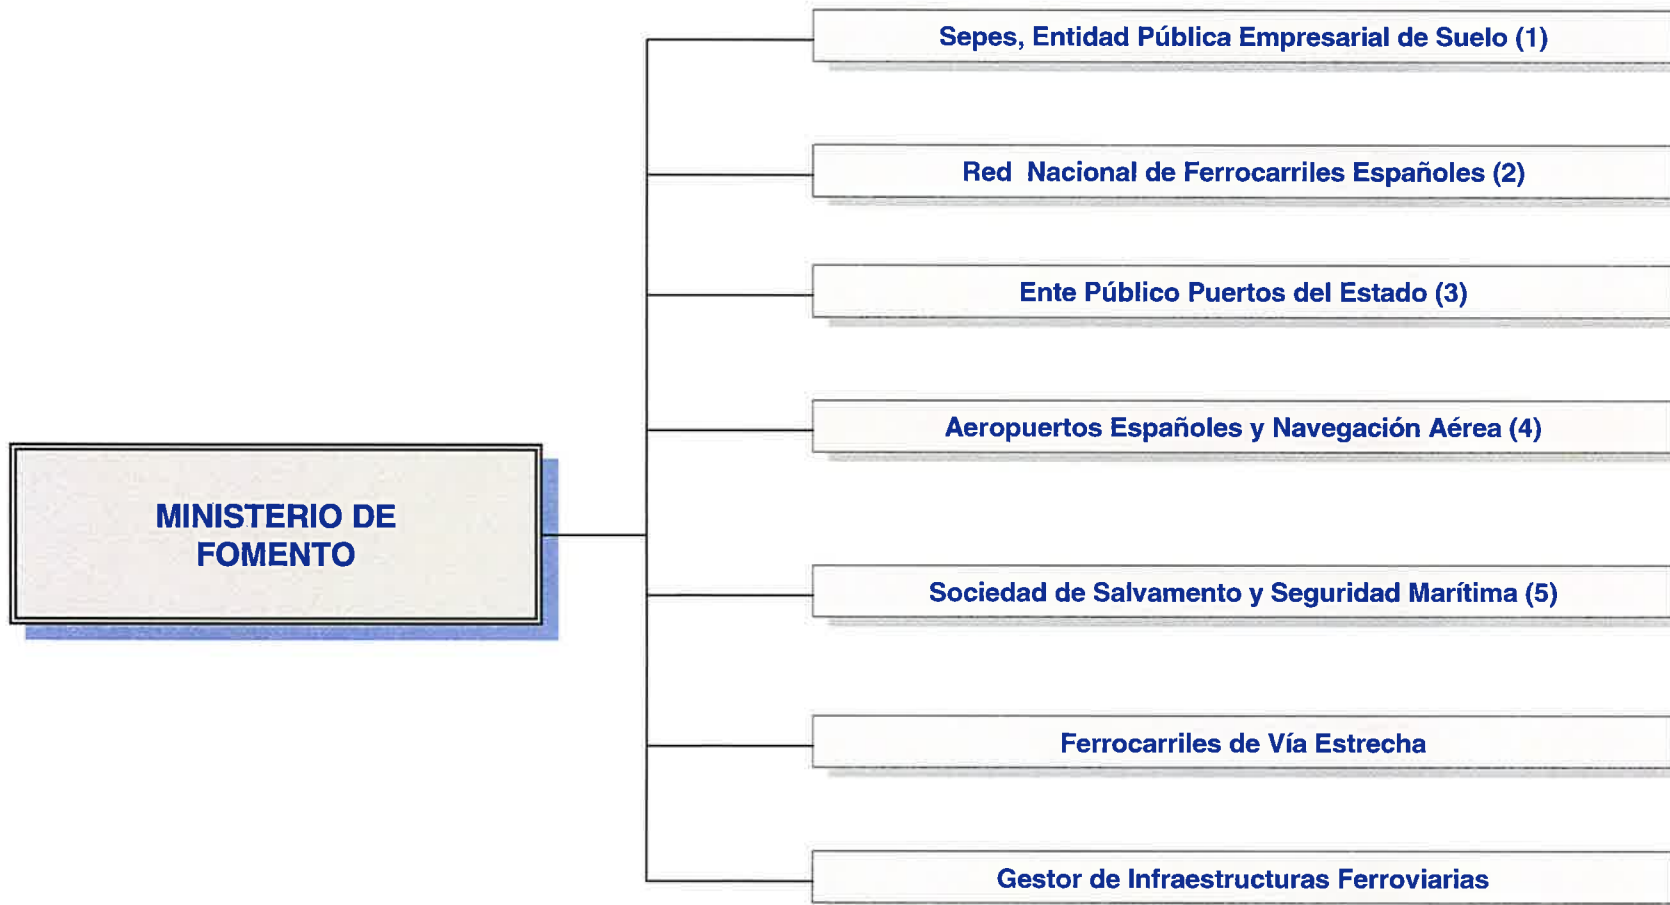 Sepes, Entidad Pública Empresarial de Suelo (1)
Red Nacional de Ferrocarriles Españoles (2)
Ente Público Puertos del Estado (3)
Aeropuertos Españoles y Navegación Aérea (4)
MINISTERIO DE
FOMENTO
Sociedad de Salvamento y Seguridad Marítima (5)
Ferrocarriles de Vía Estrecha
Gestor de Infraestructuras Ferroviarias